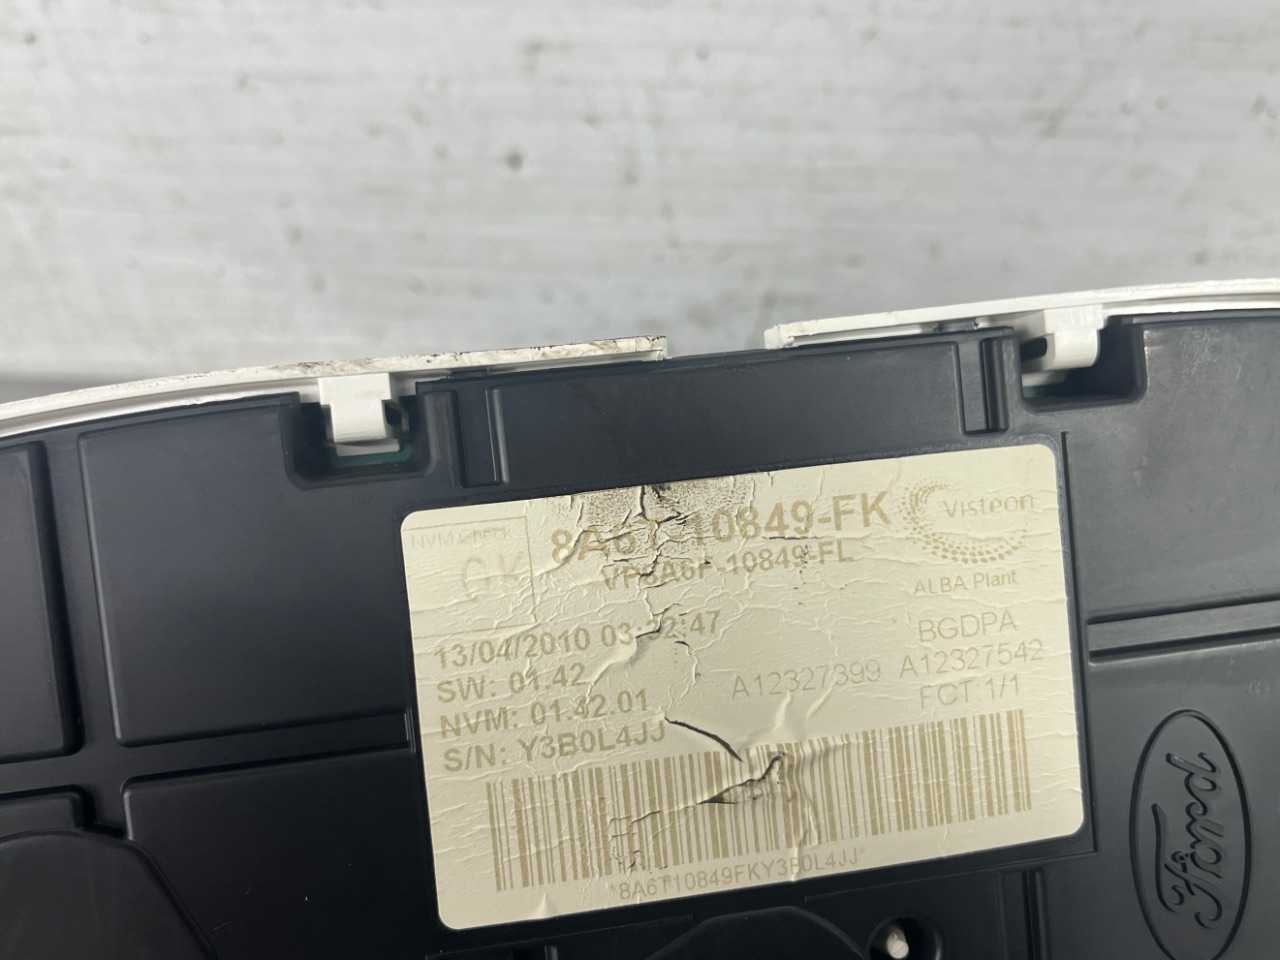 NVM check
OK
8A6T-10849-FK
VP8A6F-10849-FL
Visteon
ALBA Plant
13/04/2010 03:32:47
SW: 01.42
NVM: 01.42.01
S/N: Y3B0L4JJ
BGDPA
A12327399 A12327542
FCT:1/1
*8A6T10849FKY3B0L4JJ*
Ford